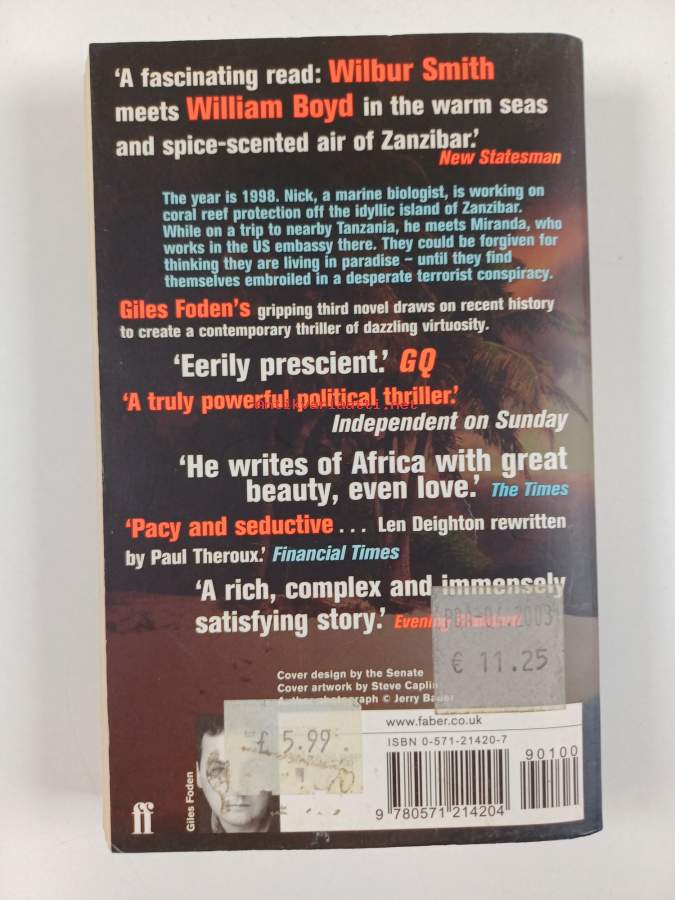 ‘A fascinating read: Wilbur Smith
meets William Boyd in the warm seas
and spice-scented air of Zanzibar.’
New Statesman
The year is 1998. Nick, a marine biologist, is working on
coral reef protection off the idyllic island of Zanzibar.
While on a trip to nearby Tanzania, he meets Miranda, who
works in the US embassy there. They could be forgiven for
thinking they are living in paradise – until they find
themselves embroiled in a desperate terrorist conspiracy.
Giles Foden’s gripping third novel draws on recent history
to create a contemporary thriller of dazzling virtuosity.
‘Eerily prescient.’ GQ
‘A truly powerful political thriller.’
antikvariaatti.net
Independent on Sunday
‘He writes of Africa with great
beauty, even love.’ The Times
‘Pacy and seductive ... Len Deighton rewritten
by Paul Theroux.’ Financial Times
‘A rich, complex and immensely
satisfying story.’ Evening
2003
€ 11.25
Cover design by the Senate
Cover artwork by Steve Caplin
Author photograph © Jerry Bauer
£ 5.99
www.faber.co.uk
ISBN 0-571-21420-7
90100
9 780571 214204
Giles Foden
ff